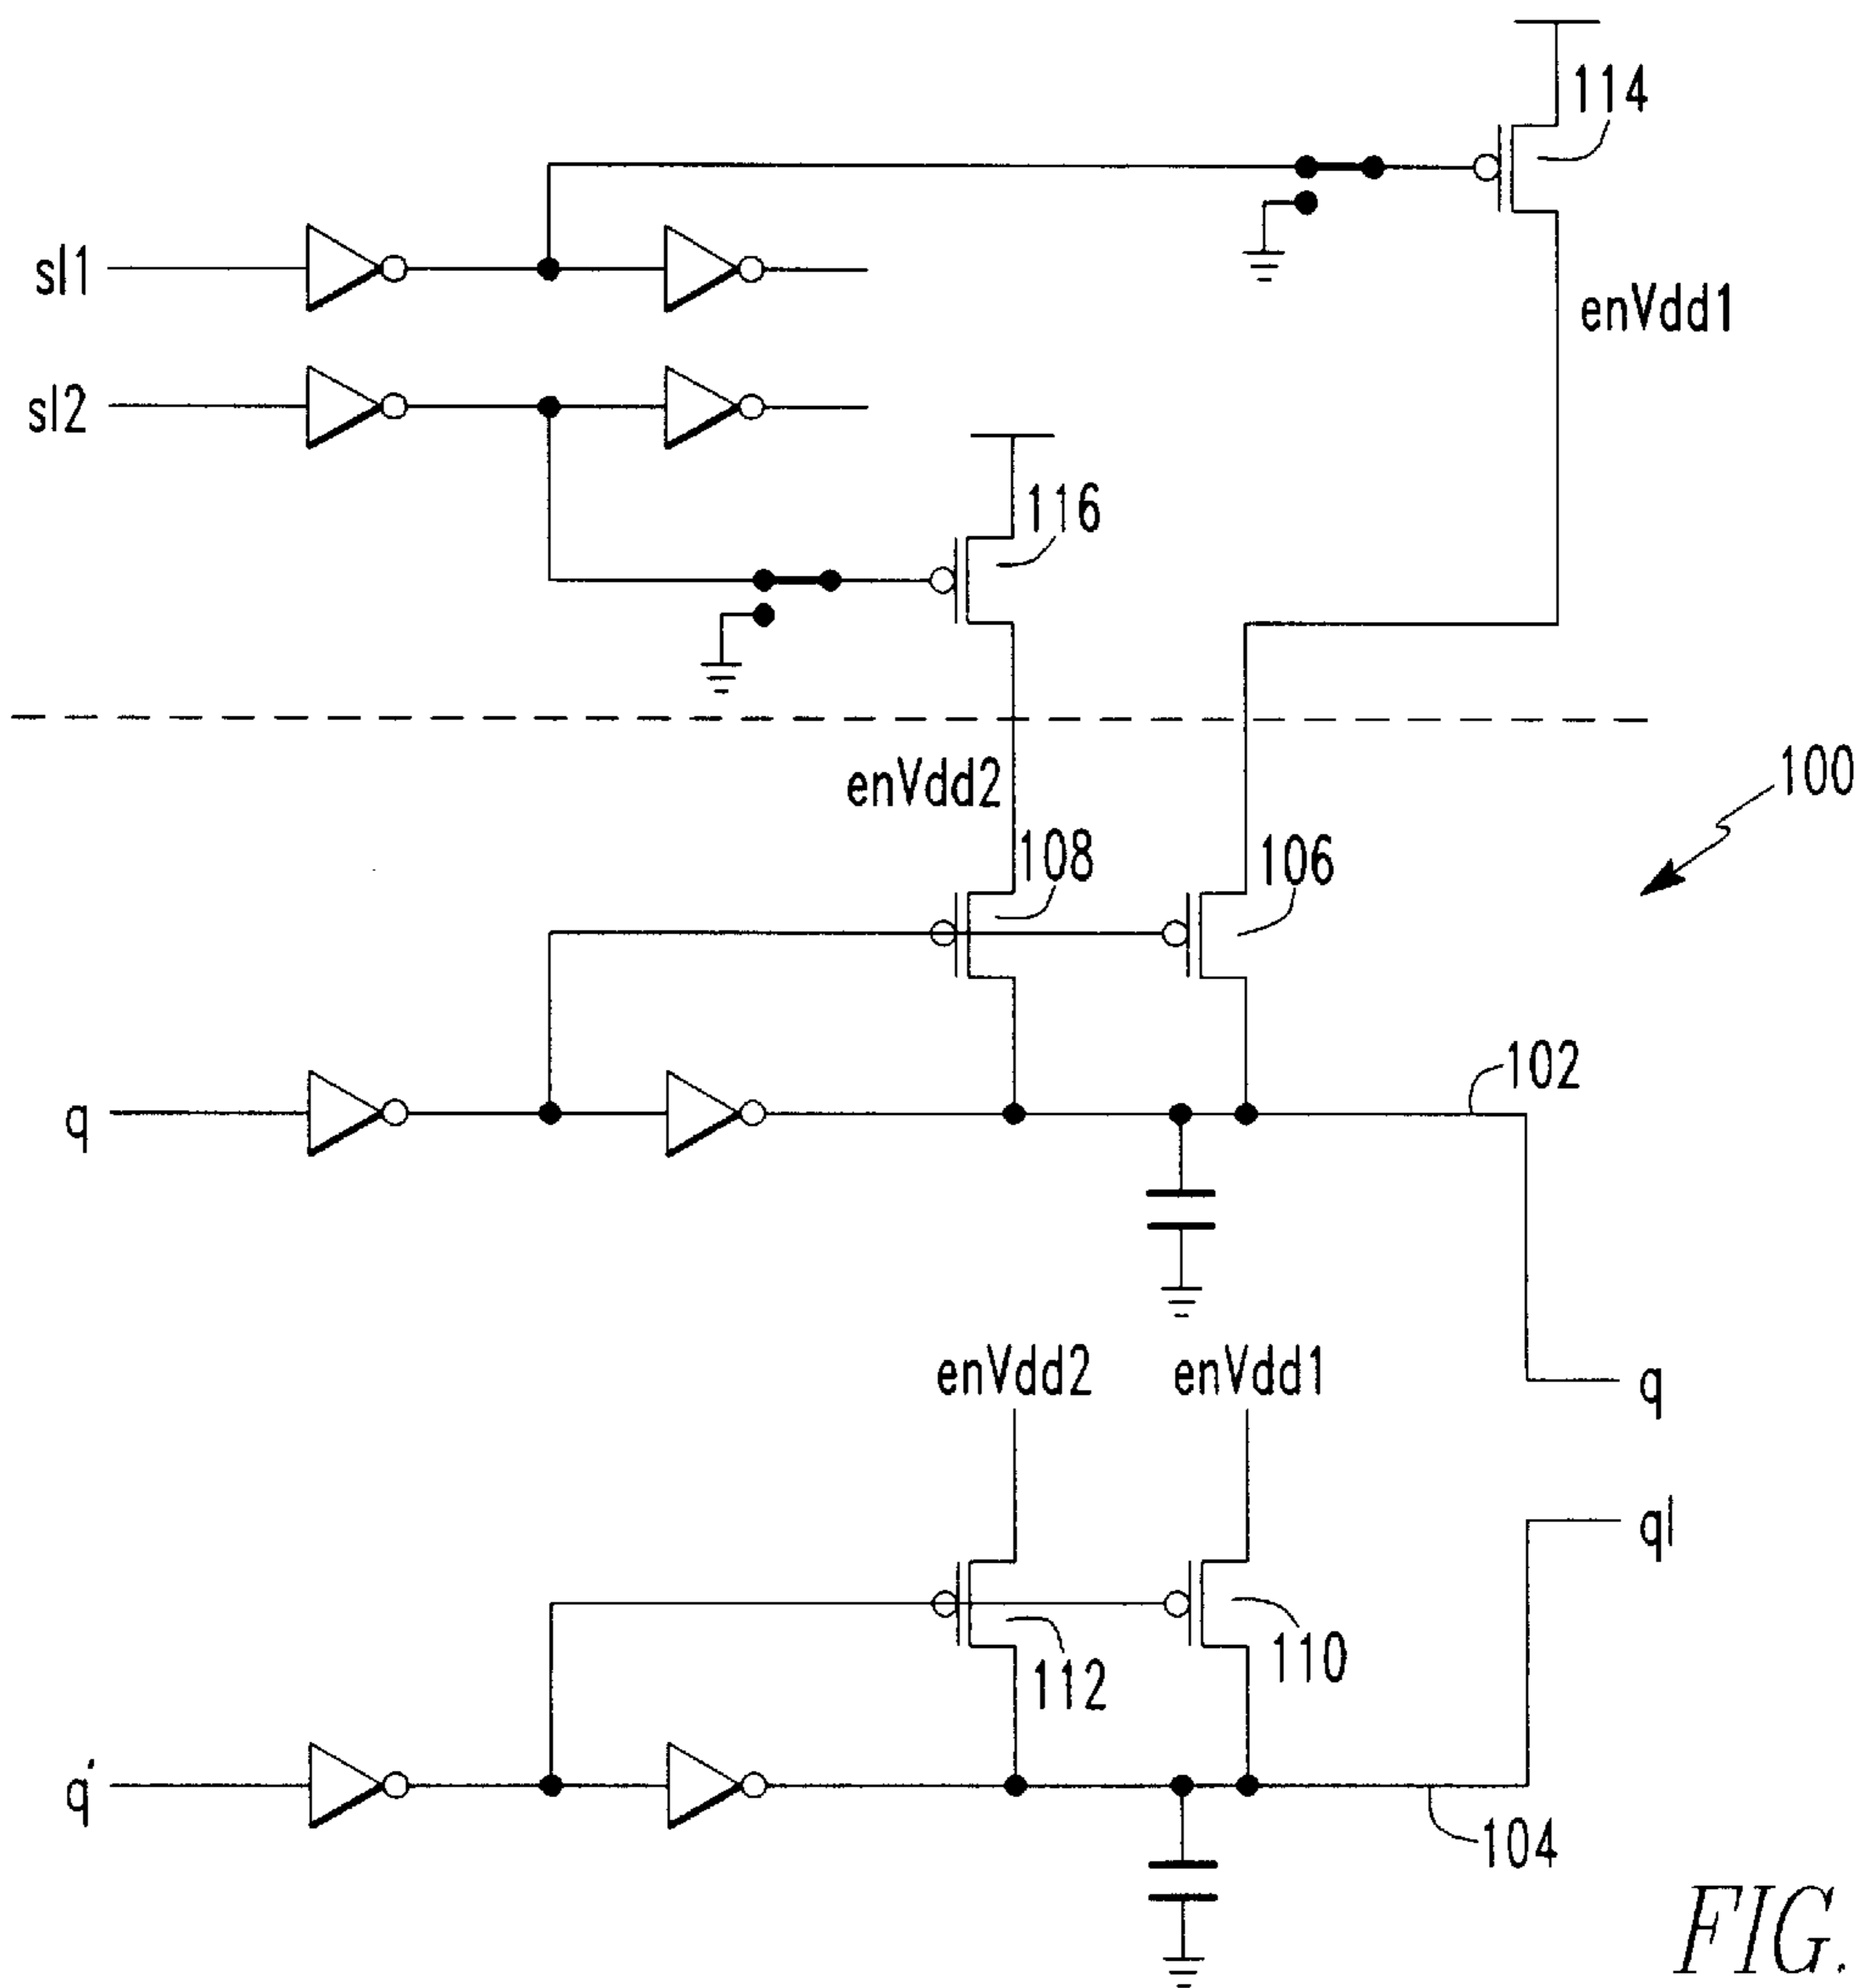 114
sl1
enVdd1
sl2
116
enVdd2
100
108
106
102
q
enVdd2
enVdd1
q
ql
112
110
q'
104
FIG.